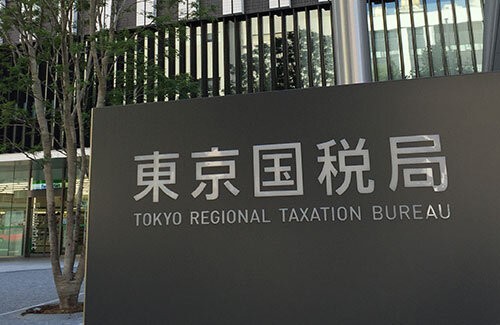 東京国税局
TOKYO REGIONAL TAXATION BUREAU